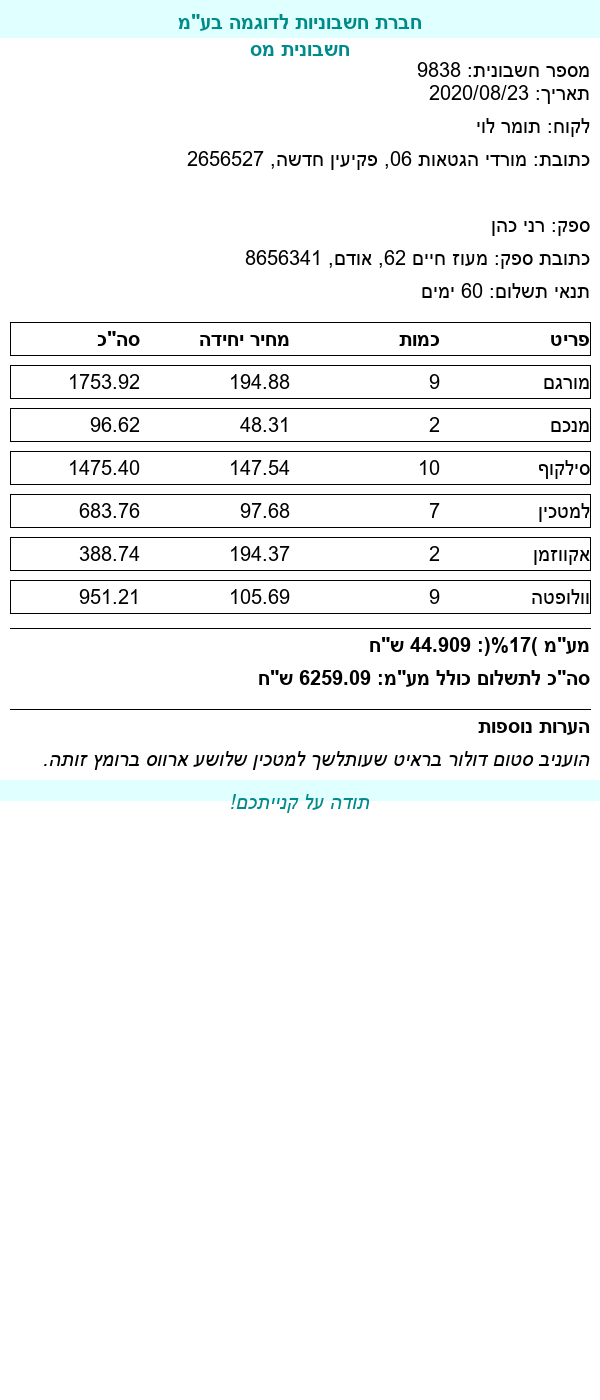 חברת חשבוניות לדוגמה בע"מ
חשבונית מס
מספר חשבונית: 9838
תאריך: 2020/08/23
לקוח: תומר לוי
כתובת: מורדי הגטאות 06, פקיעין חדשה, 2656527
ספק: רני כהן
כתובת ספק: מעוז חיים 62, אודם, 8656341
תנאי תשלום: 60 ימים
פריט כמות מחיר יחידה סה"כ
מורגם 9 194.88 1753.92
מנכם 2 48.31 96.62
סילקוף 10 147.54 1475.40
למטכין 7 97.68 683.76
אקווזמן 2 194.37 388.74
וולופטה 9 105.69 951.21
מע"מ )17%(: 44.909 ש"ח
סה"כ לתשלום כולל מע"מ: 6259.09 ש"ח
הערות נוספות
הועניב סטום דולור בראיט שעותלשך למטכין שלושע ארווס ברומץ זותה.
תודה על קנייתכם!